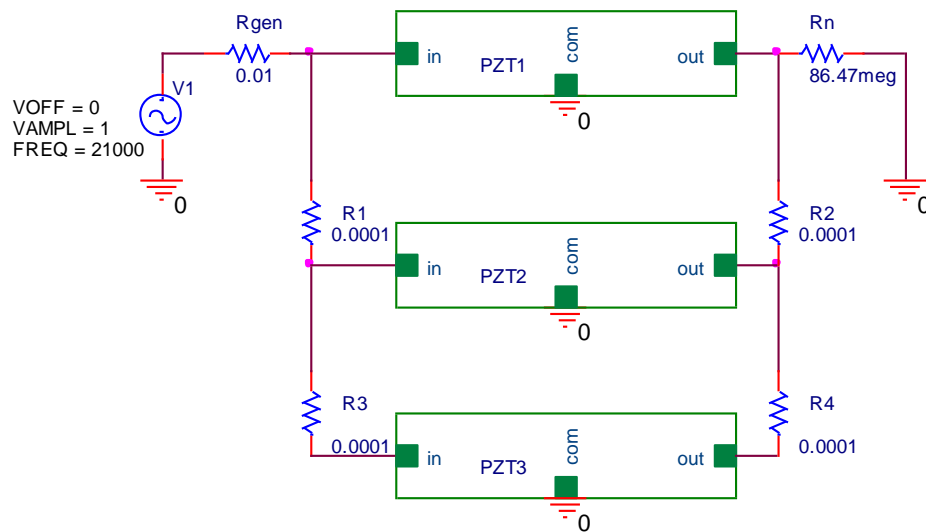 Rgen
0.01
V1
VOFF = 0
VAMPL = 1
FREQ = 21000
0
in
PZT1
com
out
0
Rn
86.47meg
0
R1
0.0001
in
PZT2
com
out
0
R2
0.0001
R3
0.0001
in
PZT3
com
out
0
R4
0.0001